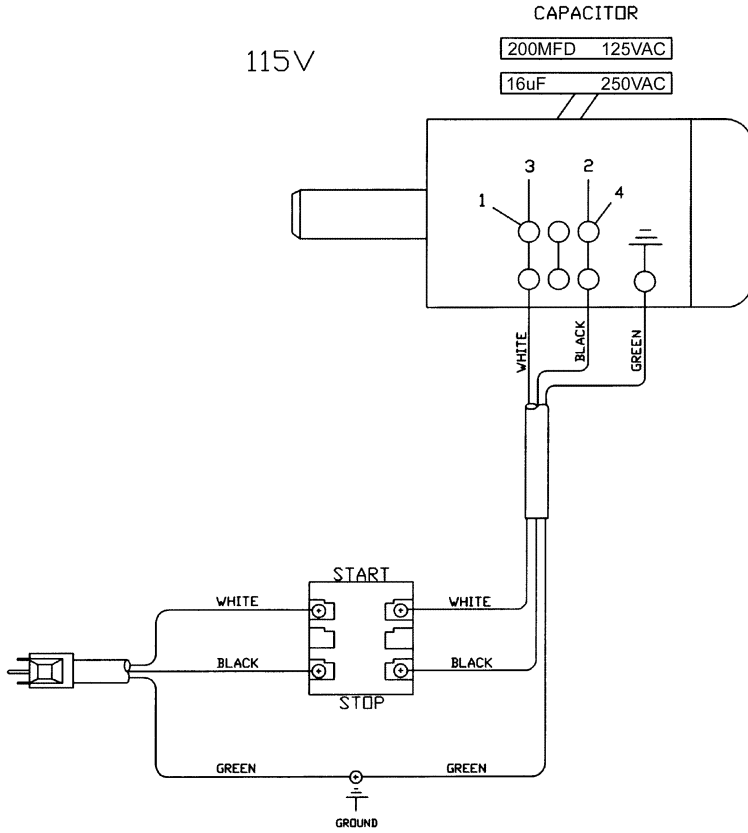 CAPACITOR
115V
200MFD 125VAC
16uF 250VAC
3 2
1 4
WHITE
BLACK
GREEN
START
WHITE WHITE
BLACK BLACK
STOP
GREEN GREEN
GROUND